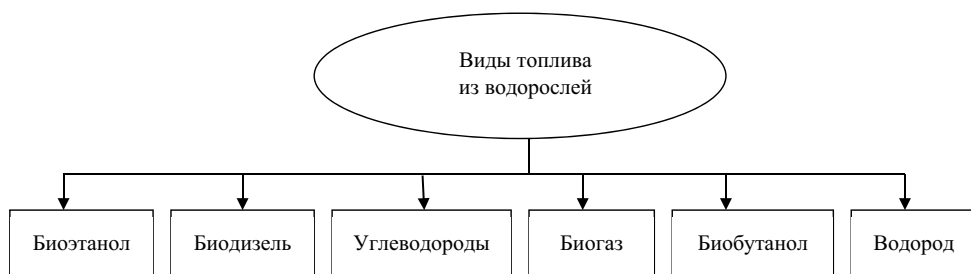 Виды топлива
из водорослей
Биоэтанол
Биодизель
Углеводороды
Биогаз
Биобутанол
Водород